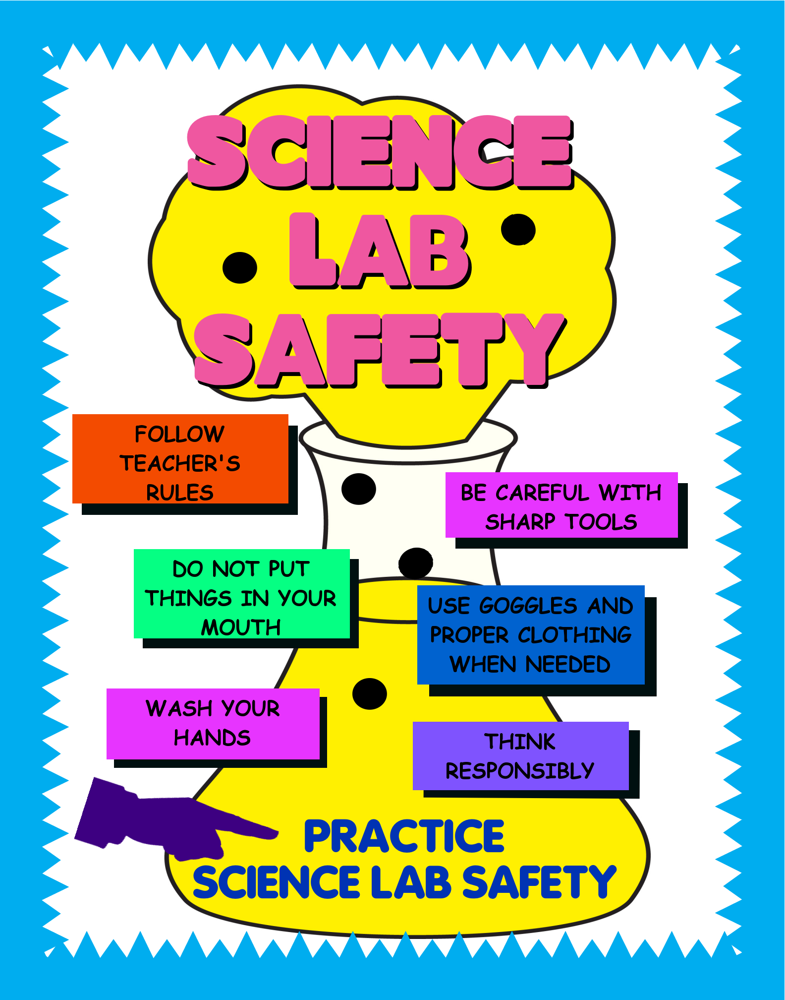 SCIENCE
LAB
SAFETY
FOLLOW
TEACHER'S
RULES
BE CAREFUL WITH
SHARP TOOLS
DO NOT PUT
THINGS IN YOUR
MOUTH
USE GOGGLES AND
PROPER CLOTHING
WHEN NEEDED
WASH YOUR
HANDS
THINK
RESPONSIBLY
PRACTICE
SCIENCE LAB SAFETY